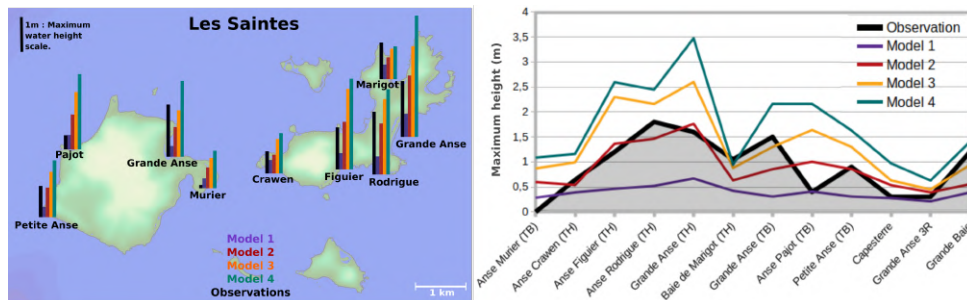 Les Saintes
1m : Maximum
water height
scale.
Marigot
Pajot
Grande Anse
Grande Anse
Murier
Crawen
Figuier
Rodrigue
Petite Anse
Model 1
Model 2
Model 3
Model 4
Observations
1 km
Maximum height (m)
4
3,5
3
2,5
2
1,5
1
0,5
0
Observation
Model 1
Model 2
Model 3
Model 4
Anse Murier (TB)
Anse Crawen (TH)
Anse Figuier (TH)
Anse Rodrigue (TH)
Grande Anse (TH)
Baie de Marigot (TH)
Grande Anse (TB)
Anse Pajot (TB)
Petite Anse (TB)
Capesterre
Grande Anse 3R
Grande Baie